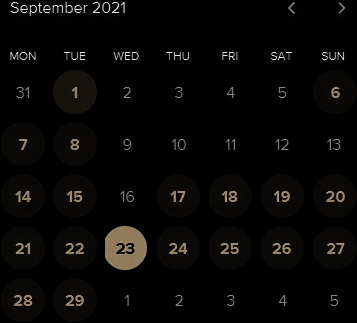 September 2021
MON TUE WED THU FRI SAT SUN
31 1 2 3 4 5 6
7 8 9 10 11 12 13
14 15 16 17 18 19 20
21 22 23 24 25 26 27
28 29 1 2 3 4 5